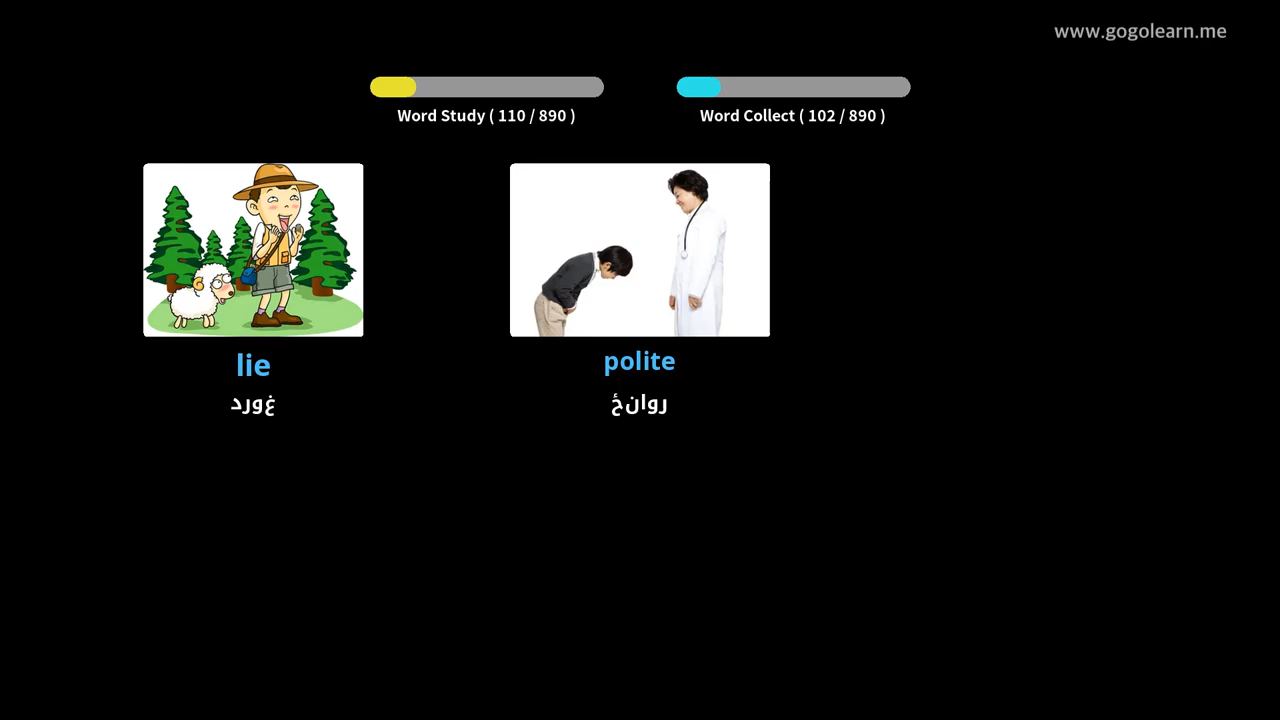 www.gogolearn.me
Word Study ( 110 / 890 )
Word Collect ( 102 / 890 )
lie
غورد
polite
روانځ